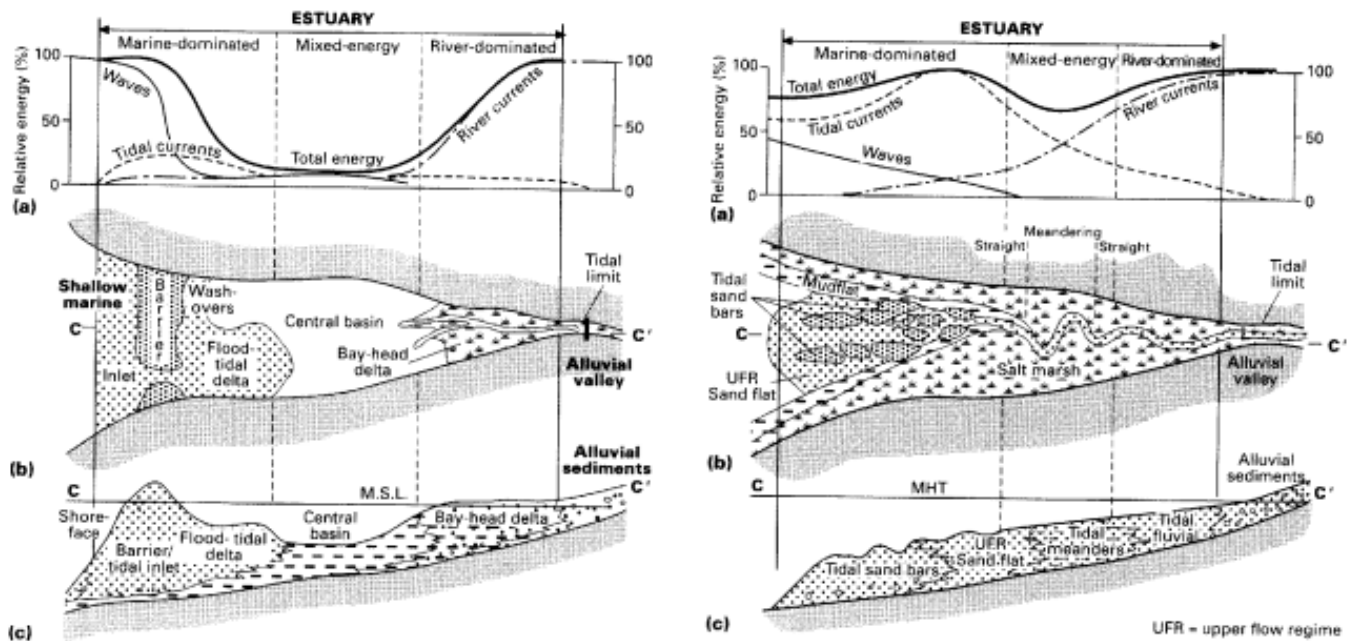 ESTUARY
Marine-dominated
Mixed-energy
River-dominated
Relative energy (%)
100
50
0
Waves
Tidal currents
Total energy
River currents
100
50
0
(a)
Shallow
marine
Barrier
Wash-
overs
Central basin
Tidal
limit
C
C'
Inlet
Flood-
tidal
delta
Bay-head
delta
Alluvial
valley
(b)
Alluvial
sediments
C
M.S.L.
C'
Shore-
face
Barrier/
tidal inlet
Flood-tidal
delta
Central
basin
Bay-head delta
(c)
ESTUARY
Marine-dominated
Mixed-energy
River-dominated
Relative energy (%)
100
50
0
Total energy
Tidal currents
Waves
River currents
100
50
0
(a)
Straight
Meandering
Straight
Tidal
sand
bars
Mudflat
Tidal
limit
C
C'
UFR
Sand flat
Salt marsh
Alluvial
valley
(b)
Alluvial
sediments
C
MHT
C'
Tidal sand bars
UFR
Sand flat
Tidal
meanders
Tidal
fluvial
(c)
UFR = upper flow regime